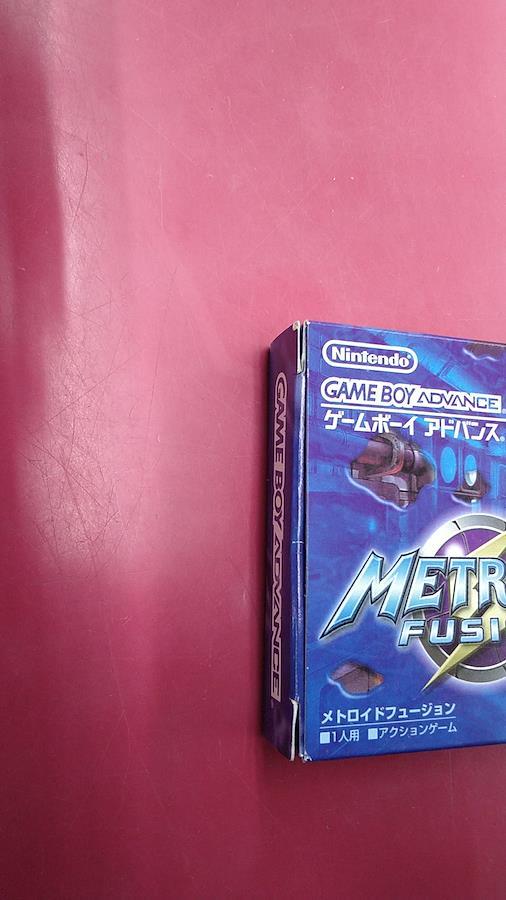 Nintendo
GAME BOY ADVANCE
ゲームボーイ アドバンス
METR
FUSI
メトロイドフュージョン
■1人用 ■アクションゲーム
GAME BOY ADVANCE